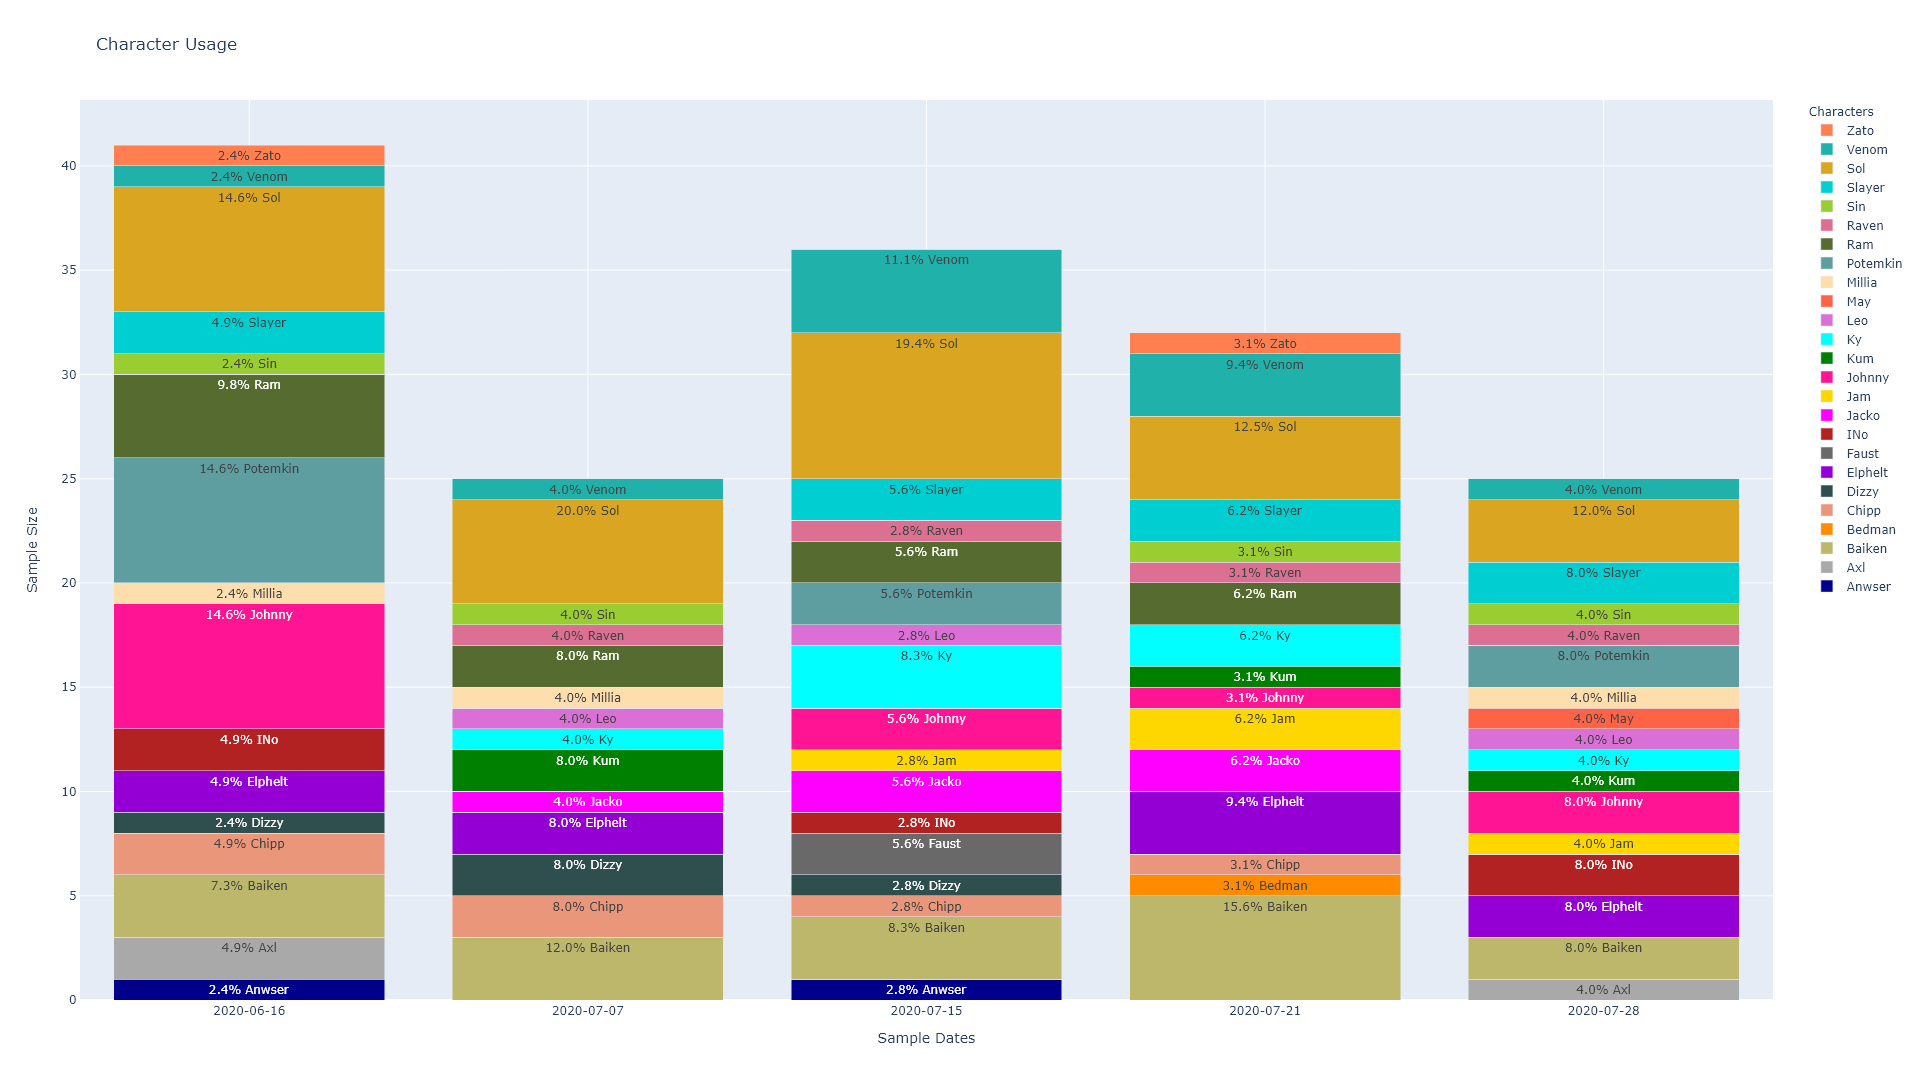 Character Usage
Sample Size
40
35
30
25
20
15
10
5
0
2.4% Zato
2.4% Venom
14.6% Sol
4.9% Slayer
2.4% Sin
9.8% Ram
14.6% Potemkin
2.4% Millia
14.6% Johnny
4.9% INo
4.9% Elphelt
2.4% Dizzy
4.9% Chipp
7.3% Baiken
4.9% Axl
2.4% Anwser
2020-06-16
4.0% Venom
20.0% Sol
4.0% Sin
4.0% Raven
8.0% Ram
4.0% Millia
4.0% Leo
4.0% Ky
8.0% Kum
4.0% Jacko
8.0% Elphelt
8.0% Dizzy
8.0% Chipp
12.0% Baiken
2020-07-07
11.1% Venom
19.4% Sol
5.6% Slayer
2.8% Raven
5.6% Ram
5.6% Potemkin
2.8% Leo
8.3% Ky
5.6% Johnny
2.8% Jam
5.6% Jacko
2.8% INo
5.6% Faust
2.8% Dizzy
2.8% Chipp
8.3% Baiken
2.8% Anwser
2020-07-15
3.1% Zato
9.4% Venom
12.5% Sol
6.2% Slayer
3.1% Sin
3.1% Raven
6.2% Ram
6.2% Ky
3.1% Kum
3.1% Johnny
6.2% Jam
6.2% Jacko
9.4% Elphelt
3.1% Chipp
3.1% Bedman
15.6% Baiken
2020-07-21
4.0% Venom
12.0% Sol
8.0% Slayer
4.0% Sin
4.0% Raven
8.0% Potemkin
4.0% Millia
4.0% May
4.0% Leo
4.0% Ky
4.0% Kum
8.0% Johnny
4.0% Jam
8.0% INo
8.0% Elphelt
8.0% Baiken
4.0% Axl
2020-07-28
Sample Dates
Characters
Zato
Venom
Sol
Slayer
Sin
Raven
Ram
Potemkin
Millia
May
Leo
Ky
Kum
Johnny
Jam
Jacko
INo
Faust
Elphelt
Dizzy
Chipp
Bedman
Baiken
Axl
Anwser